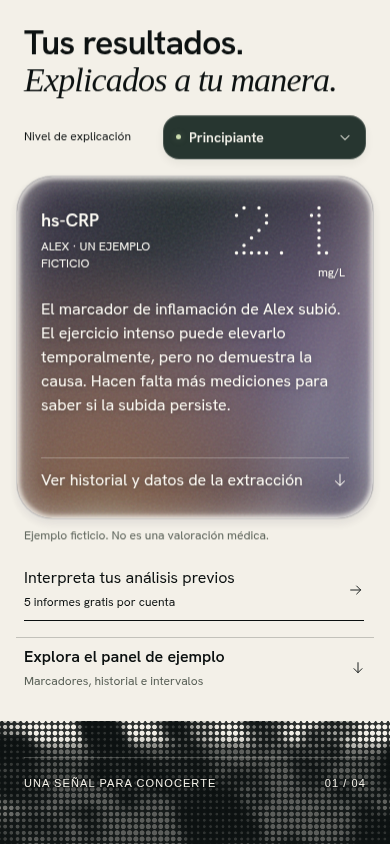 Tus resultados.
Explicados a tu manera.
Nivel de explicación
Principiante
hs-CRP
2.1
ALEX · UN EJEMPLO
FICTICIO
mg/L
El marcador de inflamación de Alex subió.
El ejercicio intenso puede elevarlo
temporalmente, pero no demuestra la
causa. Hacen falta más mediciones para
saber si la subida persiste.
Ver historial y datos de la extracción ↓
Ejemplo ficticio. No es una valoración médica.
Interpreta tus análisis previos →
5 informes gratis por cuenta
Explora el panel de ejemplo ↓
Marcadores, historial e intervalos
UNA SEÑAL PARA CONOCERTE
01 / 04